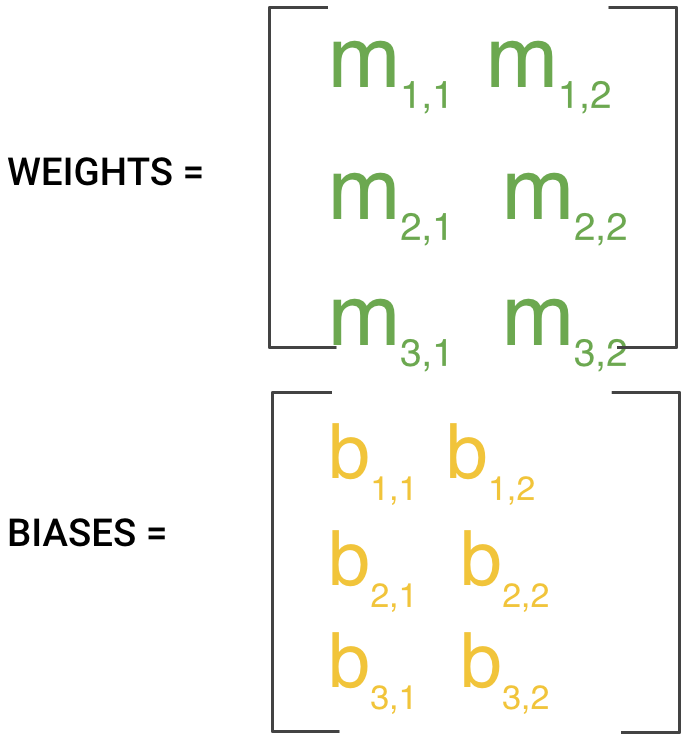 m1,1 m1,2
WEIGHTS =
m2,1 m2,2
m3,1 m3,2
b1,1 b1,2
BIASES =
b2,1 b2,2
b3,1 b3,2